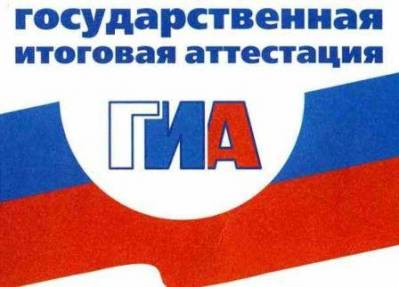 государственная
итоговая аттестация
ГИА